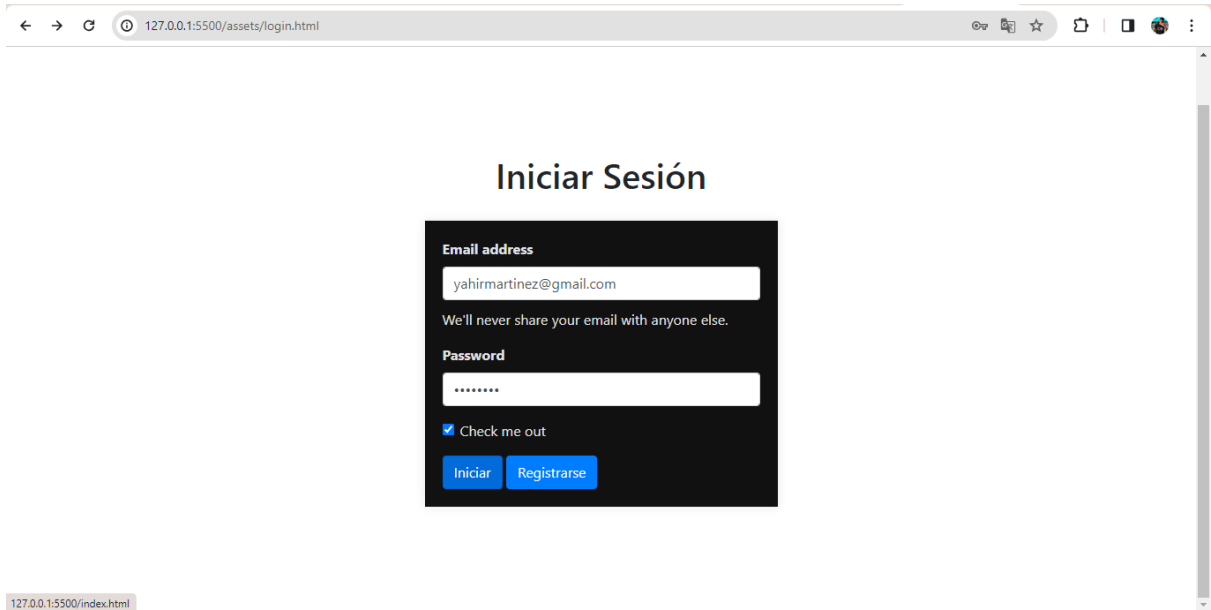 127.0.0.1:5500/assets/login.html
Iniciar Sesión
Email address
yahirmartinez@gmail.com
We'll never share your email with anyone else.
Password
••••••••
Check me out
Iniciar Registrarse
127.0.0.1:5500/index.html